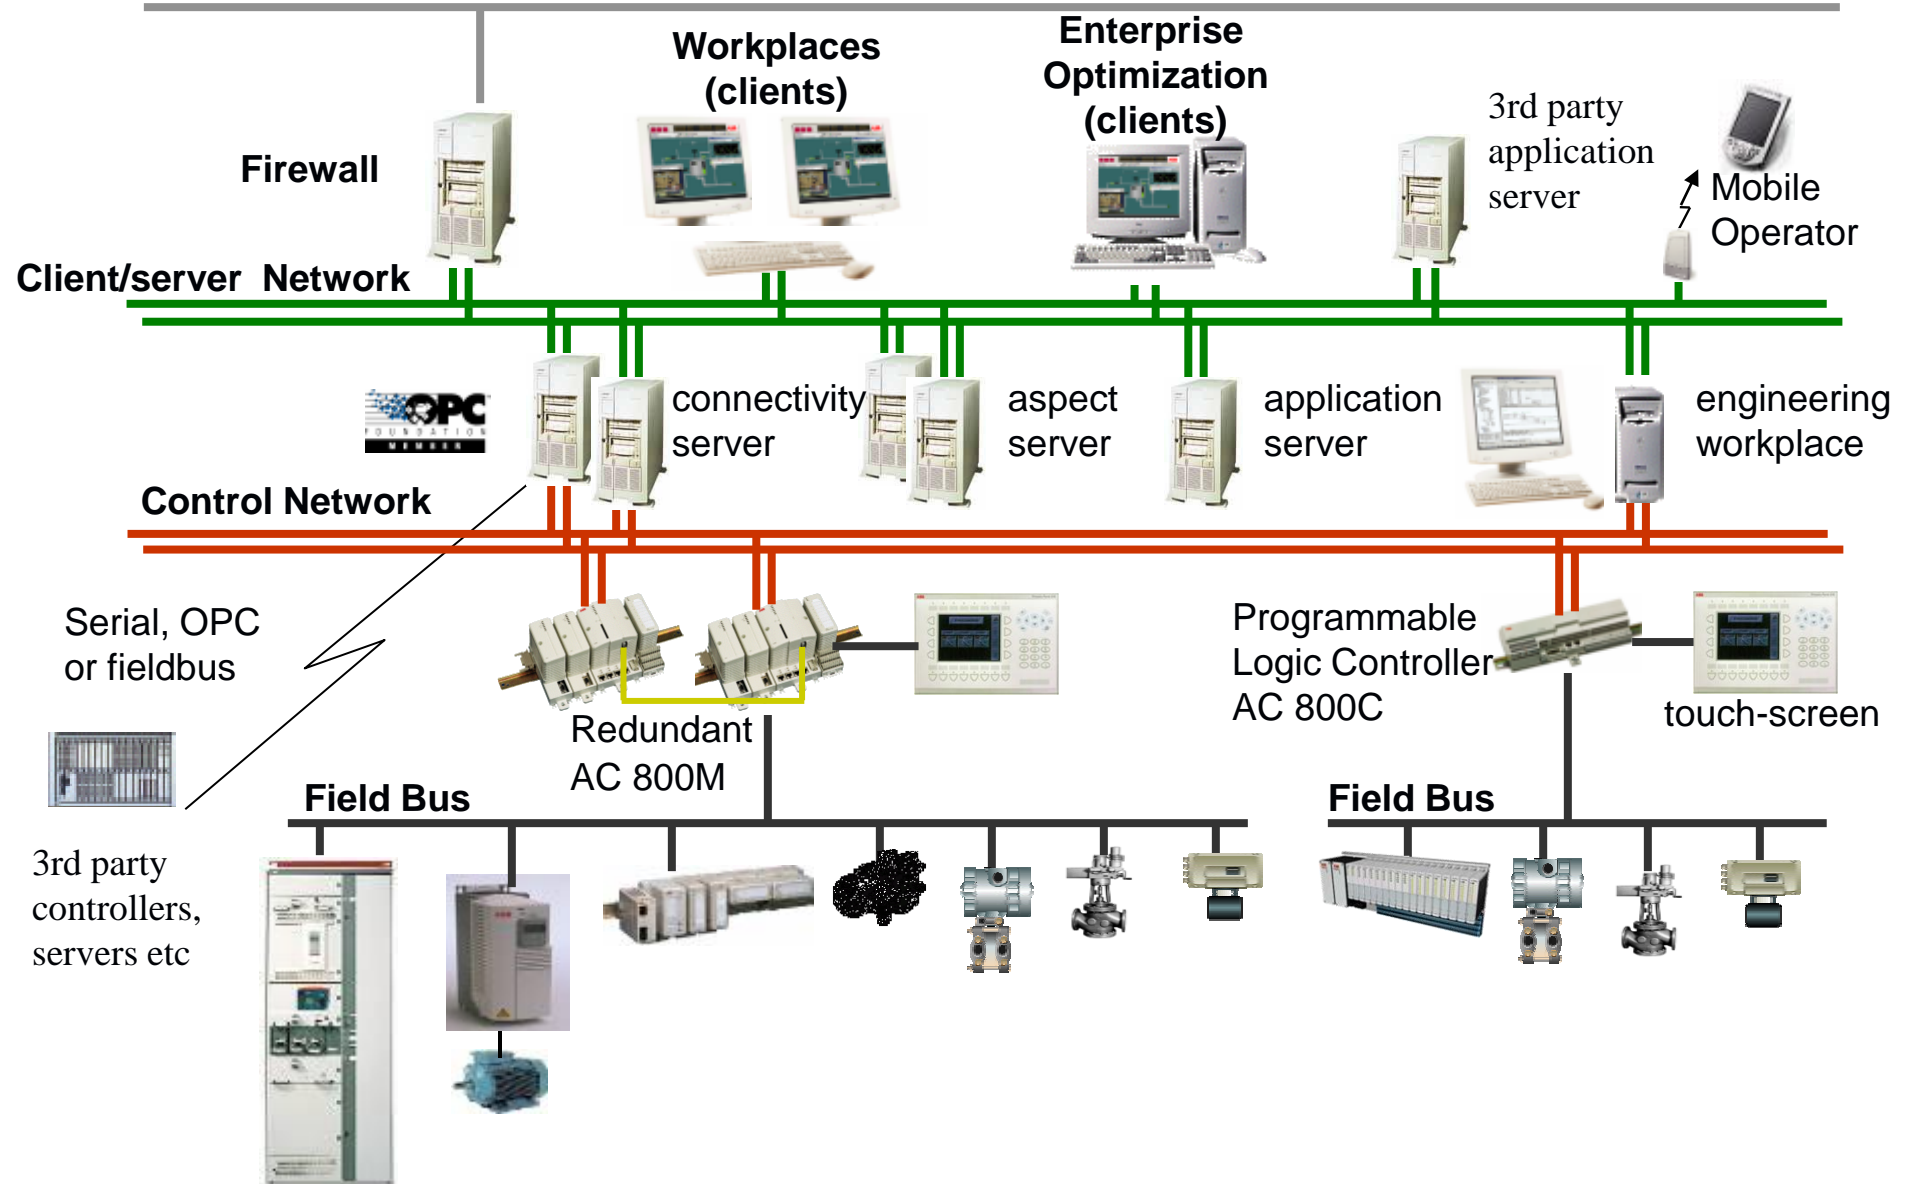 Workplaces
(clients)
Enterprise
Optimization
(clients)
3rd party
application
server
Mobile
Operator
Firewall
Client/server  Network
OPC
FOUNDATION
MEMBER
connectivity
server
aspect
server
application
server
engineering
workplace
Control Network
Serial, OPC
or fieldbus
Redundant
AC 800M
Programmable
Logic Controller
AC 800C
touch-screen
Field Bus
Field Bus
3rd party
controllers,
servers etc